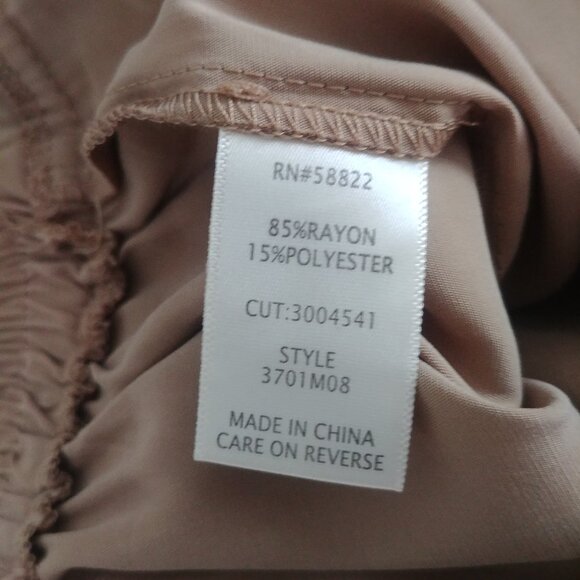 RN#58822
85%RAYON
15%POLYESTER
CUT:3004541
STYLE
3701M08
MADE IN CHINA
CARE ON REVERSE